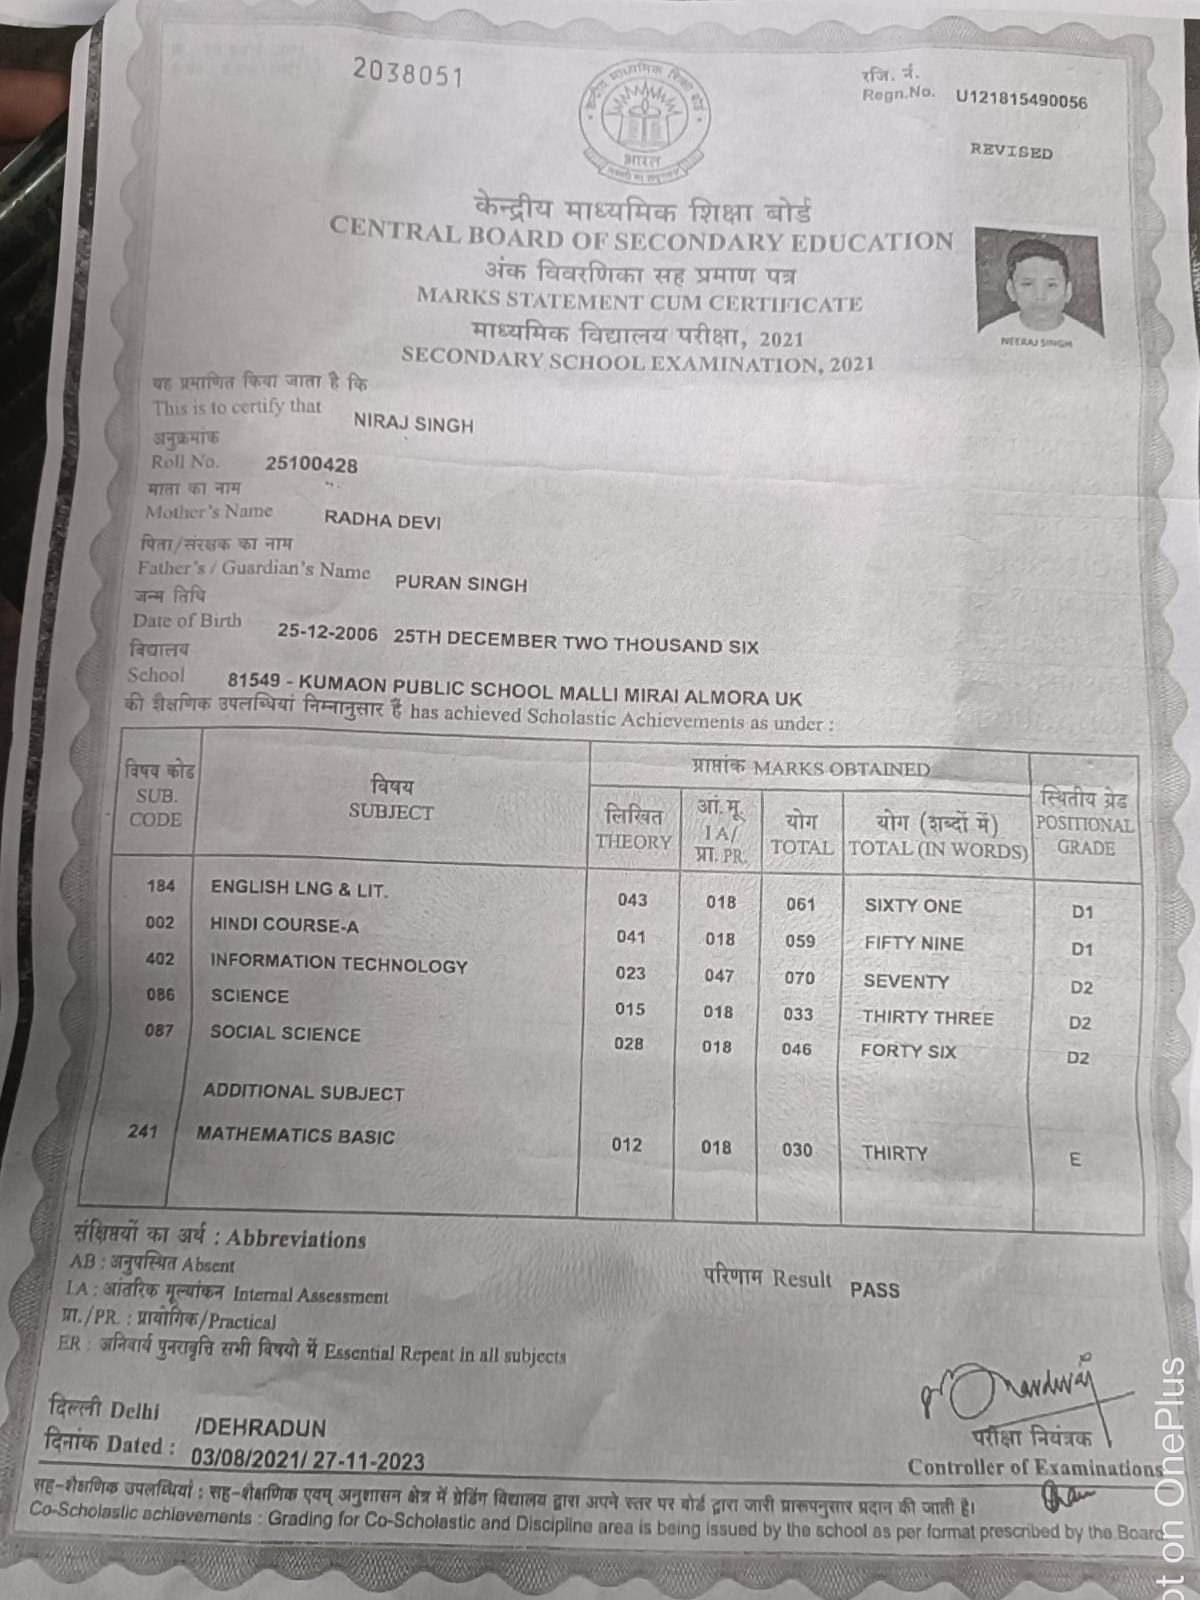 2038051
भारत
रजि. नं.
Regn.No. U121815490056
REVISED
केन्द्रीय माध्यमिक शिक्षा बोर्ड
CENTRAL BOARD OF SECONDARY EDUCATION
अंक विवरणिका सह प्रमाण पत्र
MARKS STATEMENT CUM CERTIFICATE
माध्यमिक विद्यालय परीक्षा, 2021
SECONDARY SCHOOL EXAMINATION, 2021
NEERAJ SINGH
यह प्रमाणित किया जाता है कि
This is to certify that NIRAJ SINGH
अनुक्रमांक
Roll No. 25100428
माता का नाम
Mother's Name RADHA DEVI
पिता/संरक्षक का नाम
Father's / Guardian's Name PURAN SINGH
जन्म तिथि
Date of Birth 25-12-2006 25TH DECEMBER TWO THOUSAND SIX
विद्यालय
School 81549 - KUMAON PUBLIC SCHOOL MALLI MIRAI ALMORA UK
की शैक्षणिक उपलब्धियां निम्नानुसार हैं has achieved Scholastic Achievements as under :
विषय कोड
SUB. CODE
विषय
SUBJECT
प्राप्तांक MARKS OBTAINED
लिखित
THEORY
आं.मू.
I A/
प्रा. PR.
योग
TOTAL
योग (शब्दों में)
TOTAL (IN WORDS)
स्थितीय ग्रेड
POSITIONAL GRADE
184 ENGLISH LNG & LIT. 043 018 061 SIXTY ONE D1
002 HINDI COURSE-A 041 018 059 FIFTY NINE D1
402 INFORMATION TECHNOLOGY 023 047 070 SEVENTY D2
086 SCIENCE 015 018 033 THIRTY THREE D2
087 SOCIAL SCIENCE 028 018 046 FORTY SIX D2
ADDITIONAL SUBJECT
241 MATHEMATICS BASIC 012 018 030 THIRTY E
संक्षिप्तियों का अर्थ : Abbreviations
AB : अनुपस्थित Absent
I.A : आंतरिक मूल्यांकन Internal Assessment
प्रा./PR. : प्रायोगिक/Practical
ER : अनिवार्य पुनरावृत्ति सभी विषयो में Essential Repeat in all subjects
परिणाम Result PASS
दिल्ली Delhi /DEHRADUN
दिनांक Dated : 03/08/2021/ 27-11-2023
परीक्षा नियंत्रक
Controller of Examinations
सह-शैक्षणिक उपलब्धियां : सह-शैक्षणिक एवम् अनुशासन क्षेत्र में ग्रेडिंग विद्यालय द्वारा अपने स्तर पर बोर्ड द्वारा जारी प्रारूपनुसार प्रदान की जाती है।
Co-Scholastic achievements : Grading for Co-Scholastic and Discipline area is being issued by the school as per format prescribed by the Board
ot on OnePlus